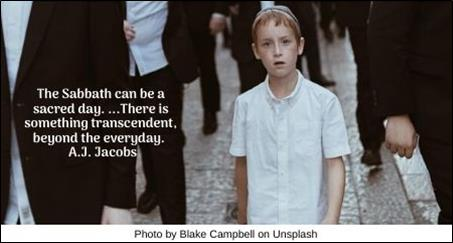 The Sabbath can be a
sacred day. ...There is
something transcendent,
beyond the everyday.
A.J. Jacobs
Photo by Blake Campbell on Unsplash